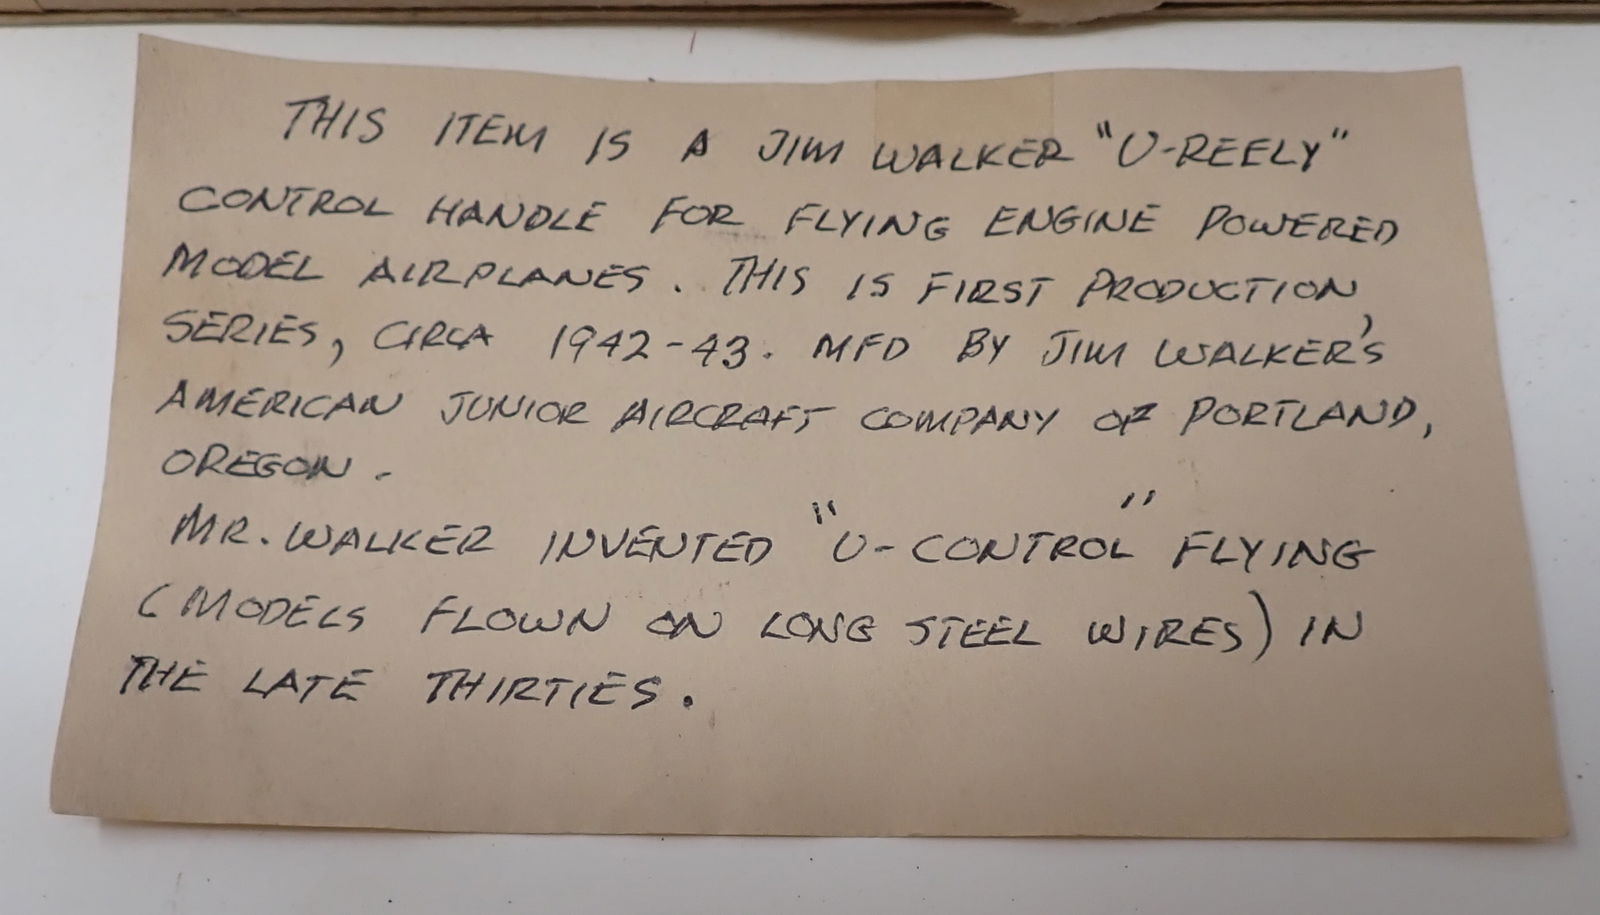 THIS ITEM IS A JIM WALKER "U-REELY"
CONTROL HANDLE FOR FLYING ENGINE POWERED
MODEL AIRPLANES. THIS IS FIRST PRODUCTION,
SERIES, CIRCA 1942-43. MFD BY JIM WALKER'S
AMERICAN JUNIOR AIRCRAFT COMPANY OF PORTLAND,
OREGON.
MR. WALKER INVENTED "U-CONTROL" FLYING
(MODELS FLOWN ON LONG STEEL WIRES) IN
THE LATE THIRTIES.